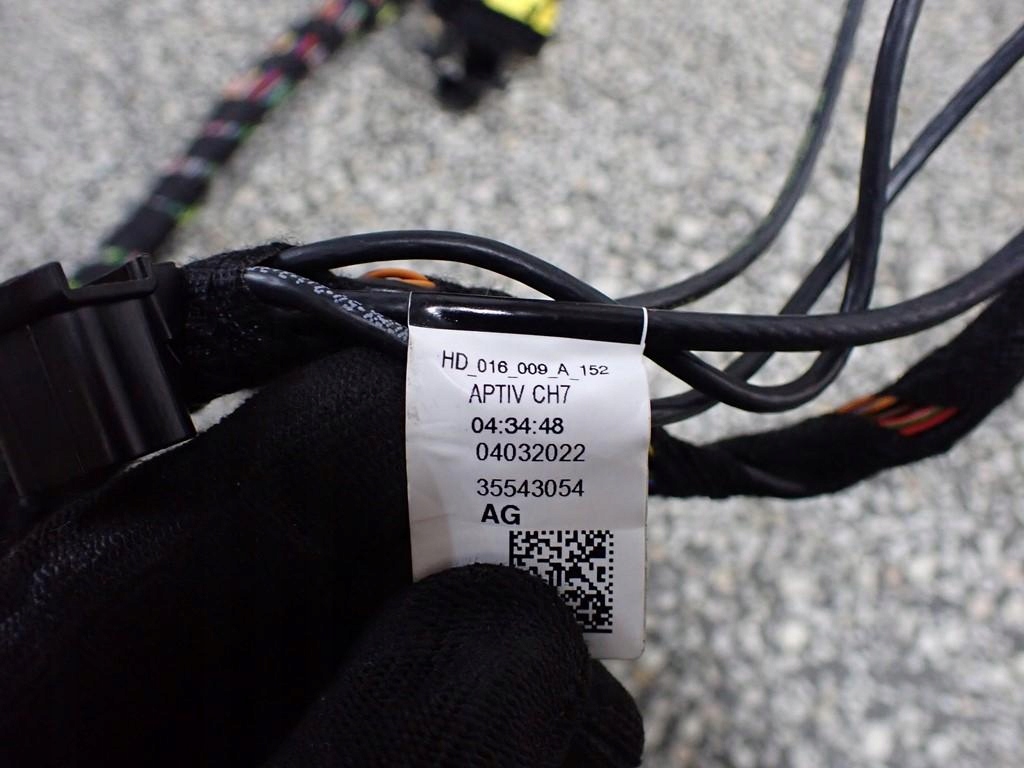 HD_016_009_A_152
APTIV CH7
04:34:48
04032022
35543054
AG